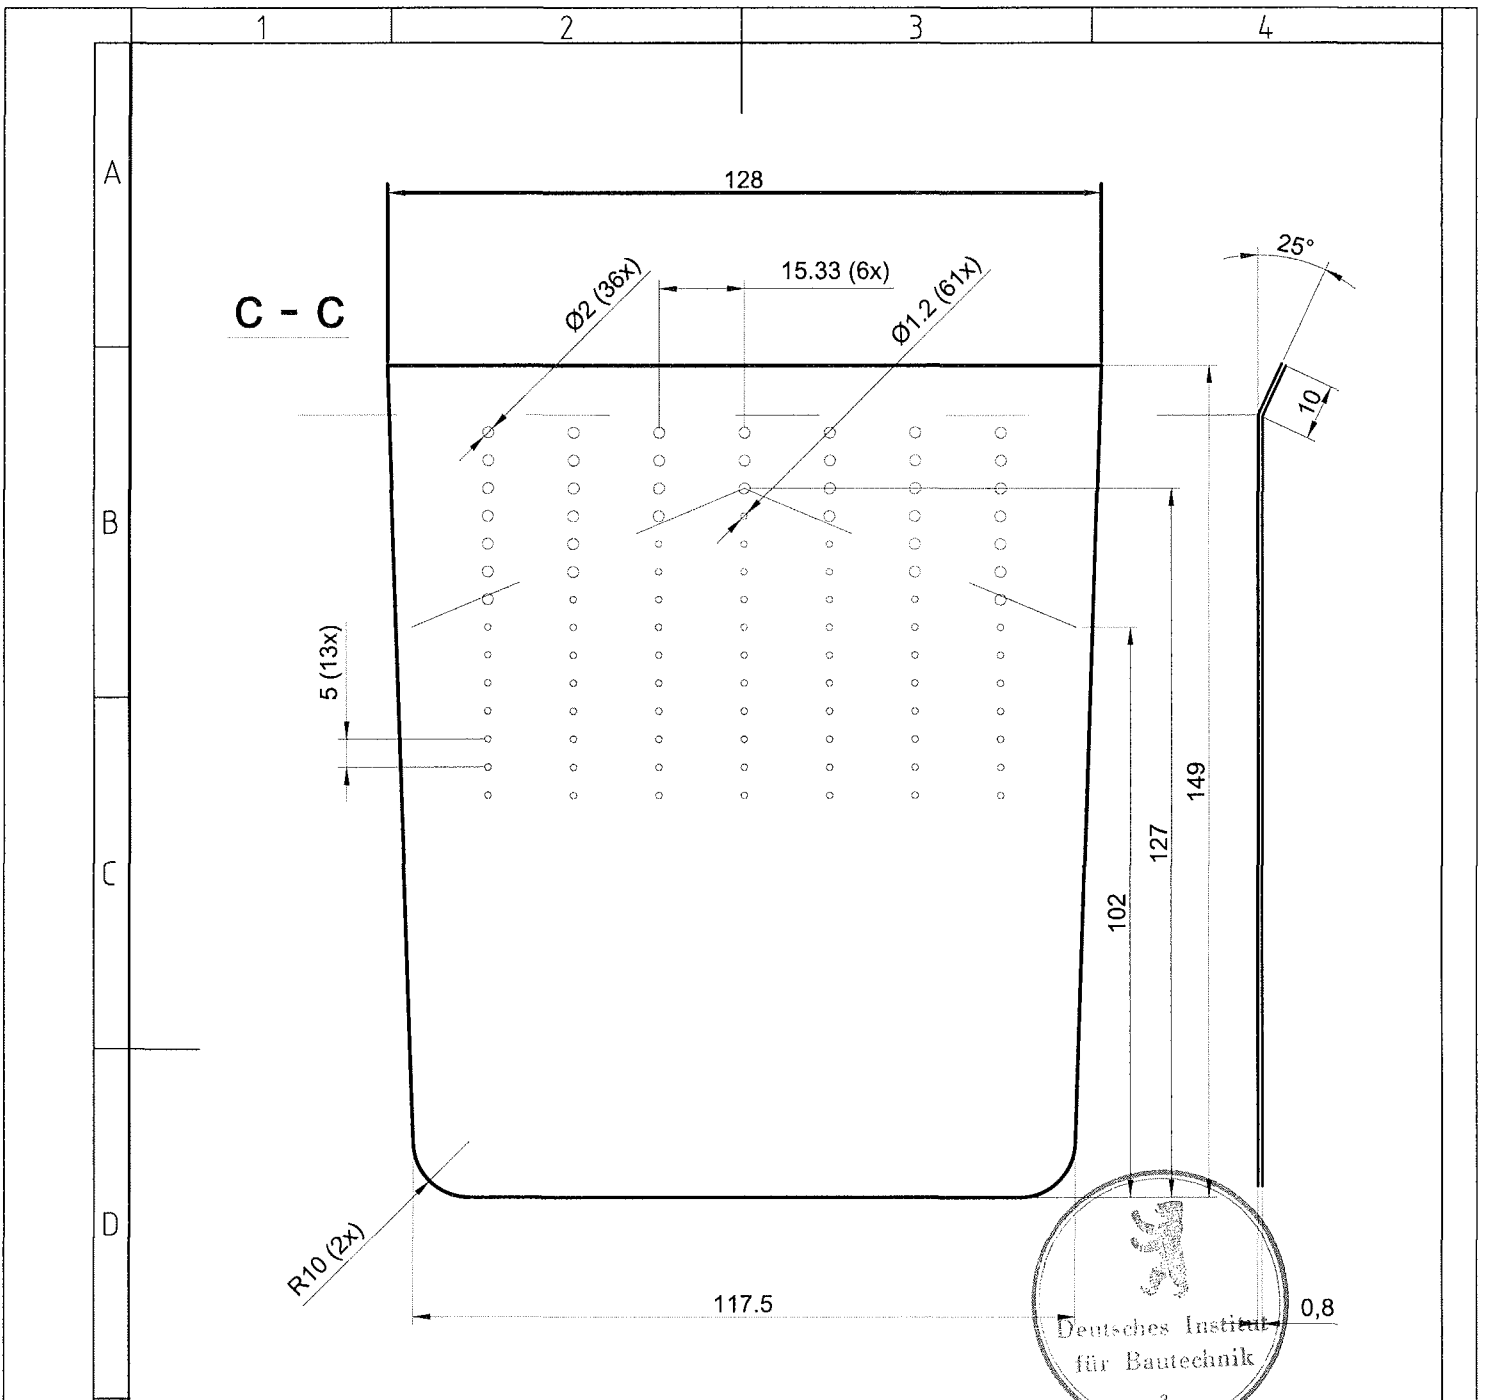 1
2
3
4
A
B
C
D
128
25°
15.33 (6x)
Ø2 (36x)
Ø1.2 (61x)
C - C
10
5 (13x)
149
127
102
R10 (2x)
117.5
0,8
Deutsches Institut
für Bautechnik